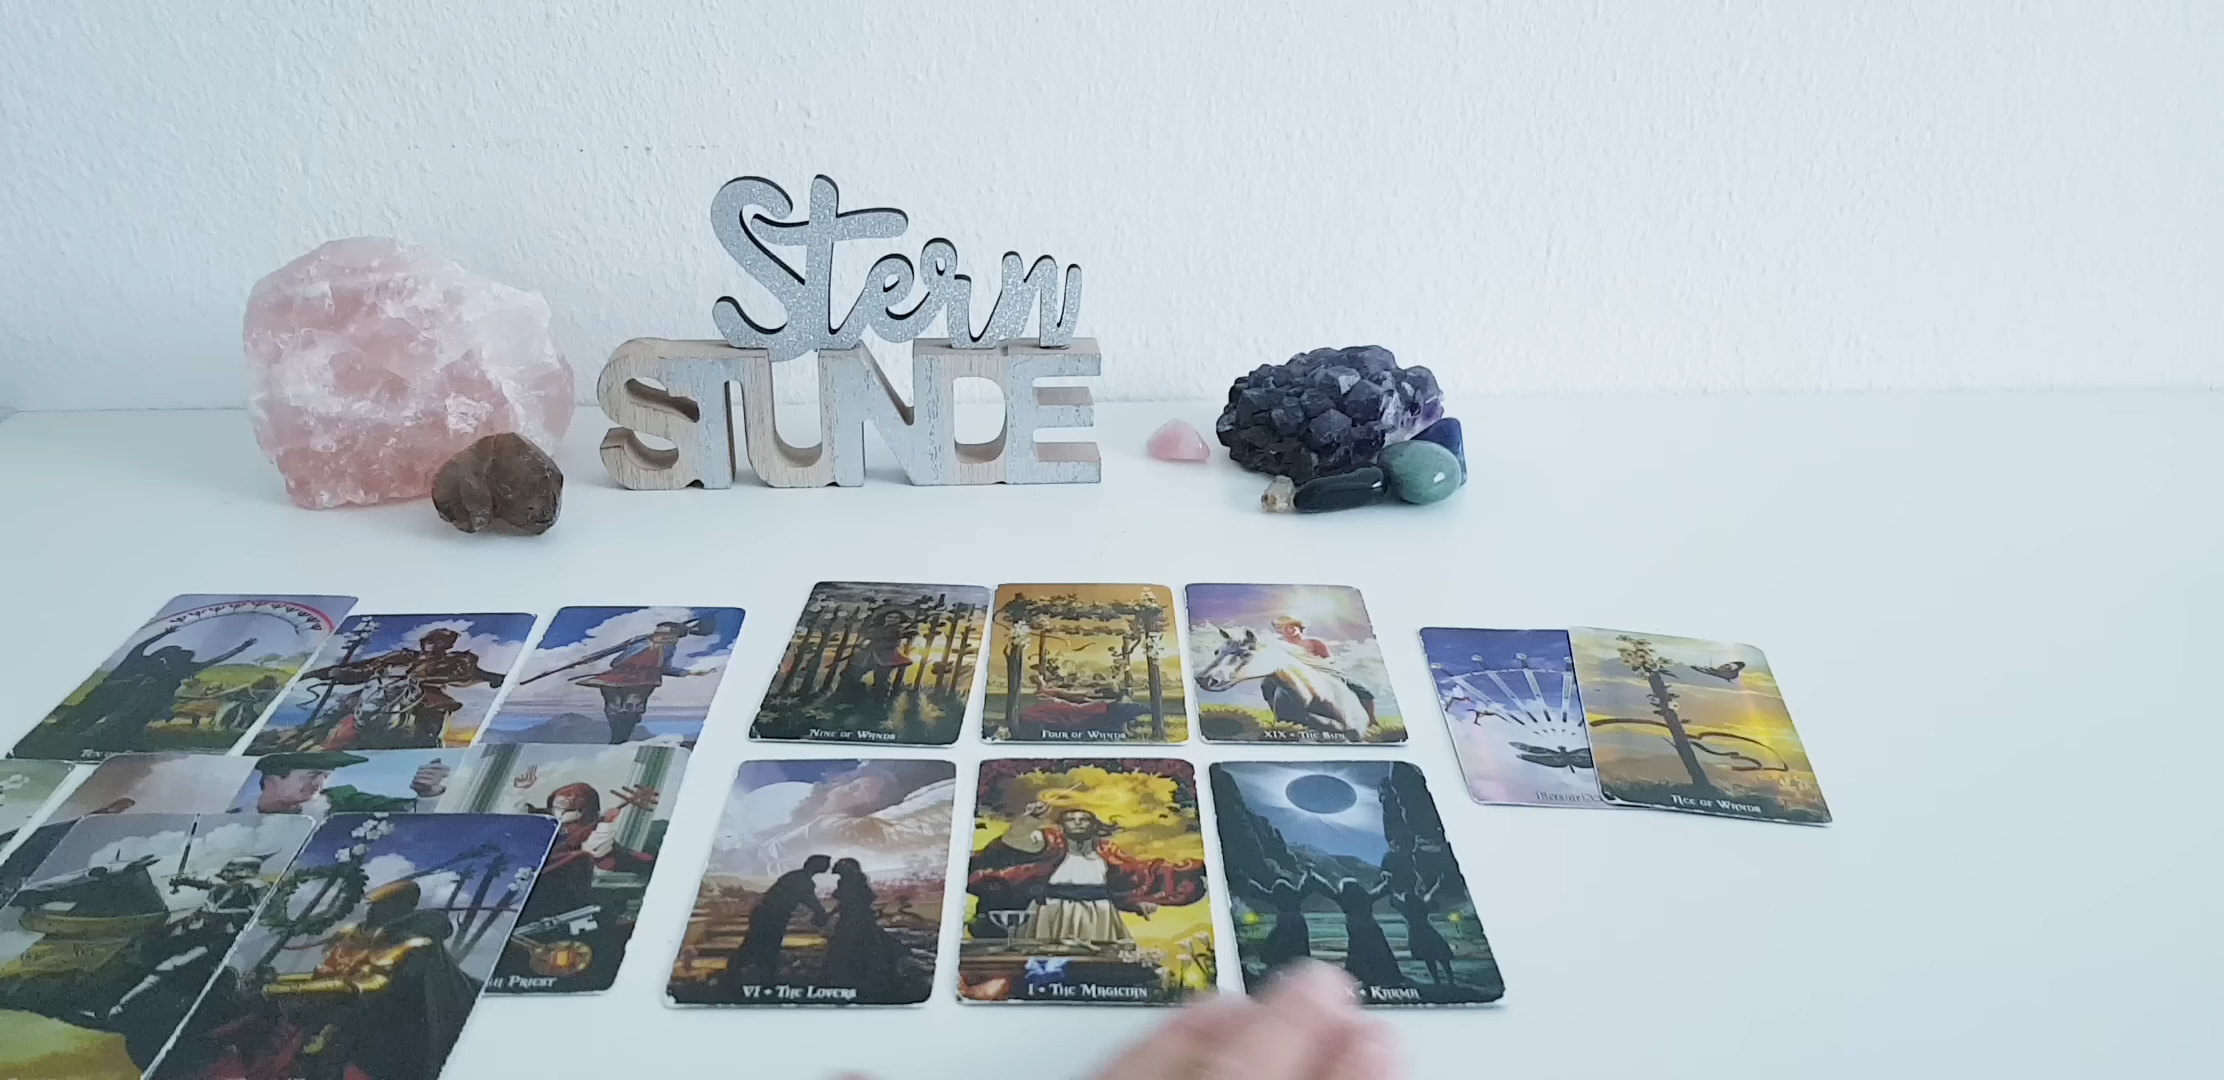 Stern
STUNDE
NINE OF WANDS
FOUR OF WANDS
XIX • THE SUN
ACE OF WANDS
VI • THE LOVERS
I • THE MAGICIAN
• KARMA
PRIEST